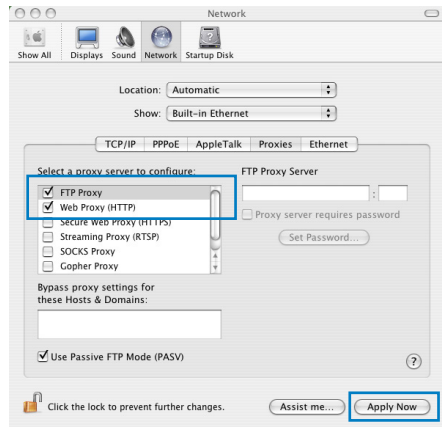 Network
Show All Displays Sound Network Startup Disk
Location: Automatic
Show: Built-in Ethernet
TCP/IP PPPoE AppleTalk Proxies Ethernet
Select a proxy server to configure:
FTP Proxy
Web Proxy (HTTP)
Secure Web Proxy (HTTPS)
Streaming Proxy (RTSP)
SOCKS Proxy
Gopher Proxy
FTP Proxy Server
:
Proxy server requires password
Set Password...
Bypass proxy settings for
these Hosts & Domains:
Use Passive FTP Mode (PASV)
?
Click the lock to prevent further changes.
Assist me... Apply Now